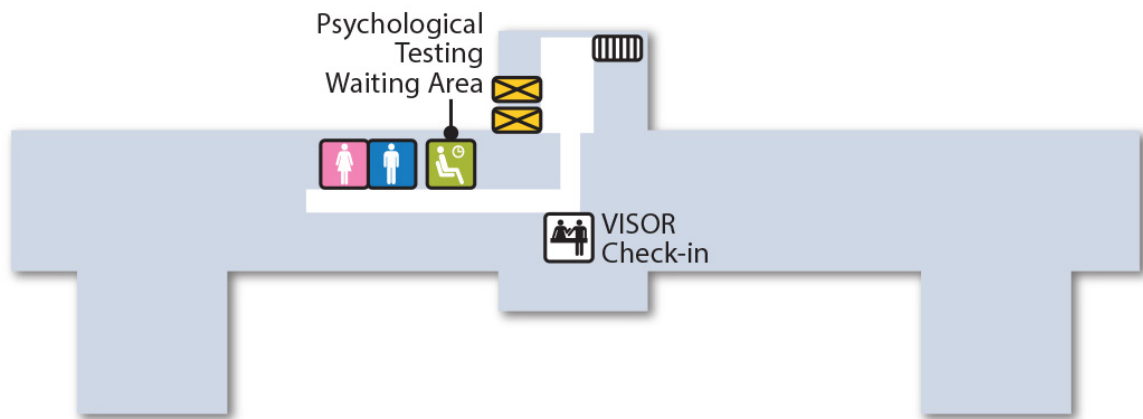 Psychological
Testing
Waiting Area
VISOR
Check-in